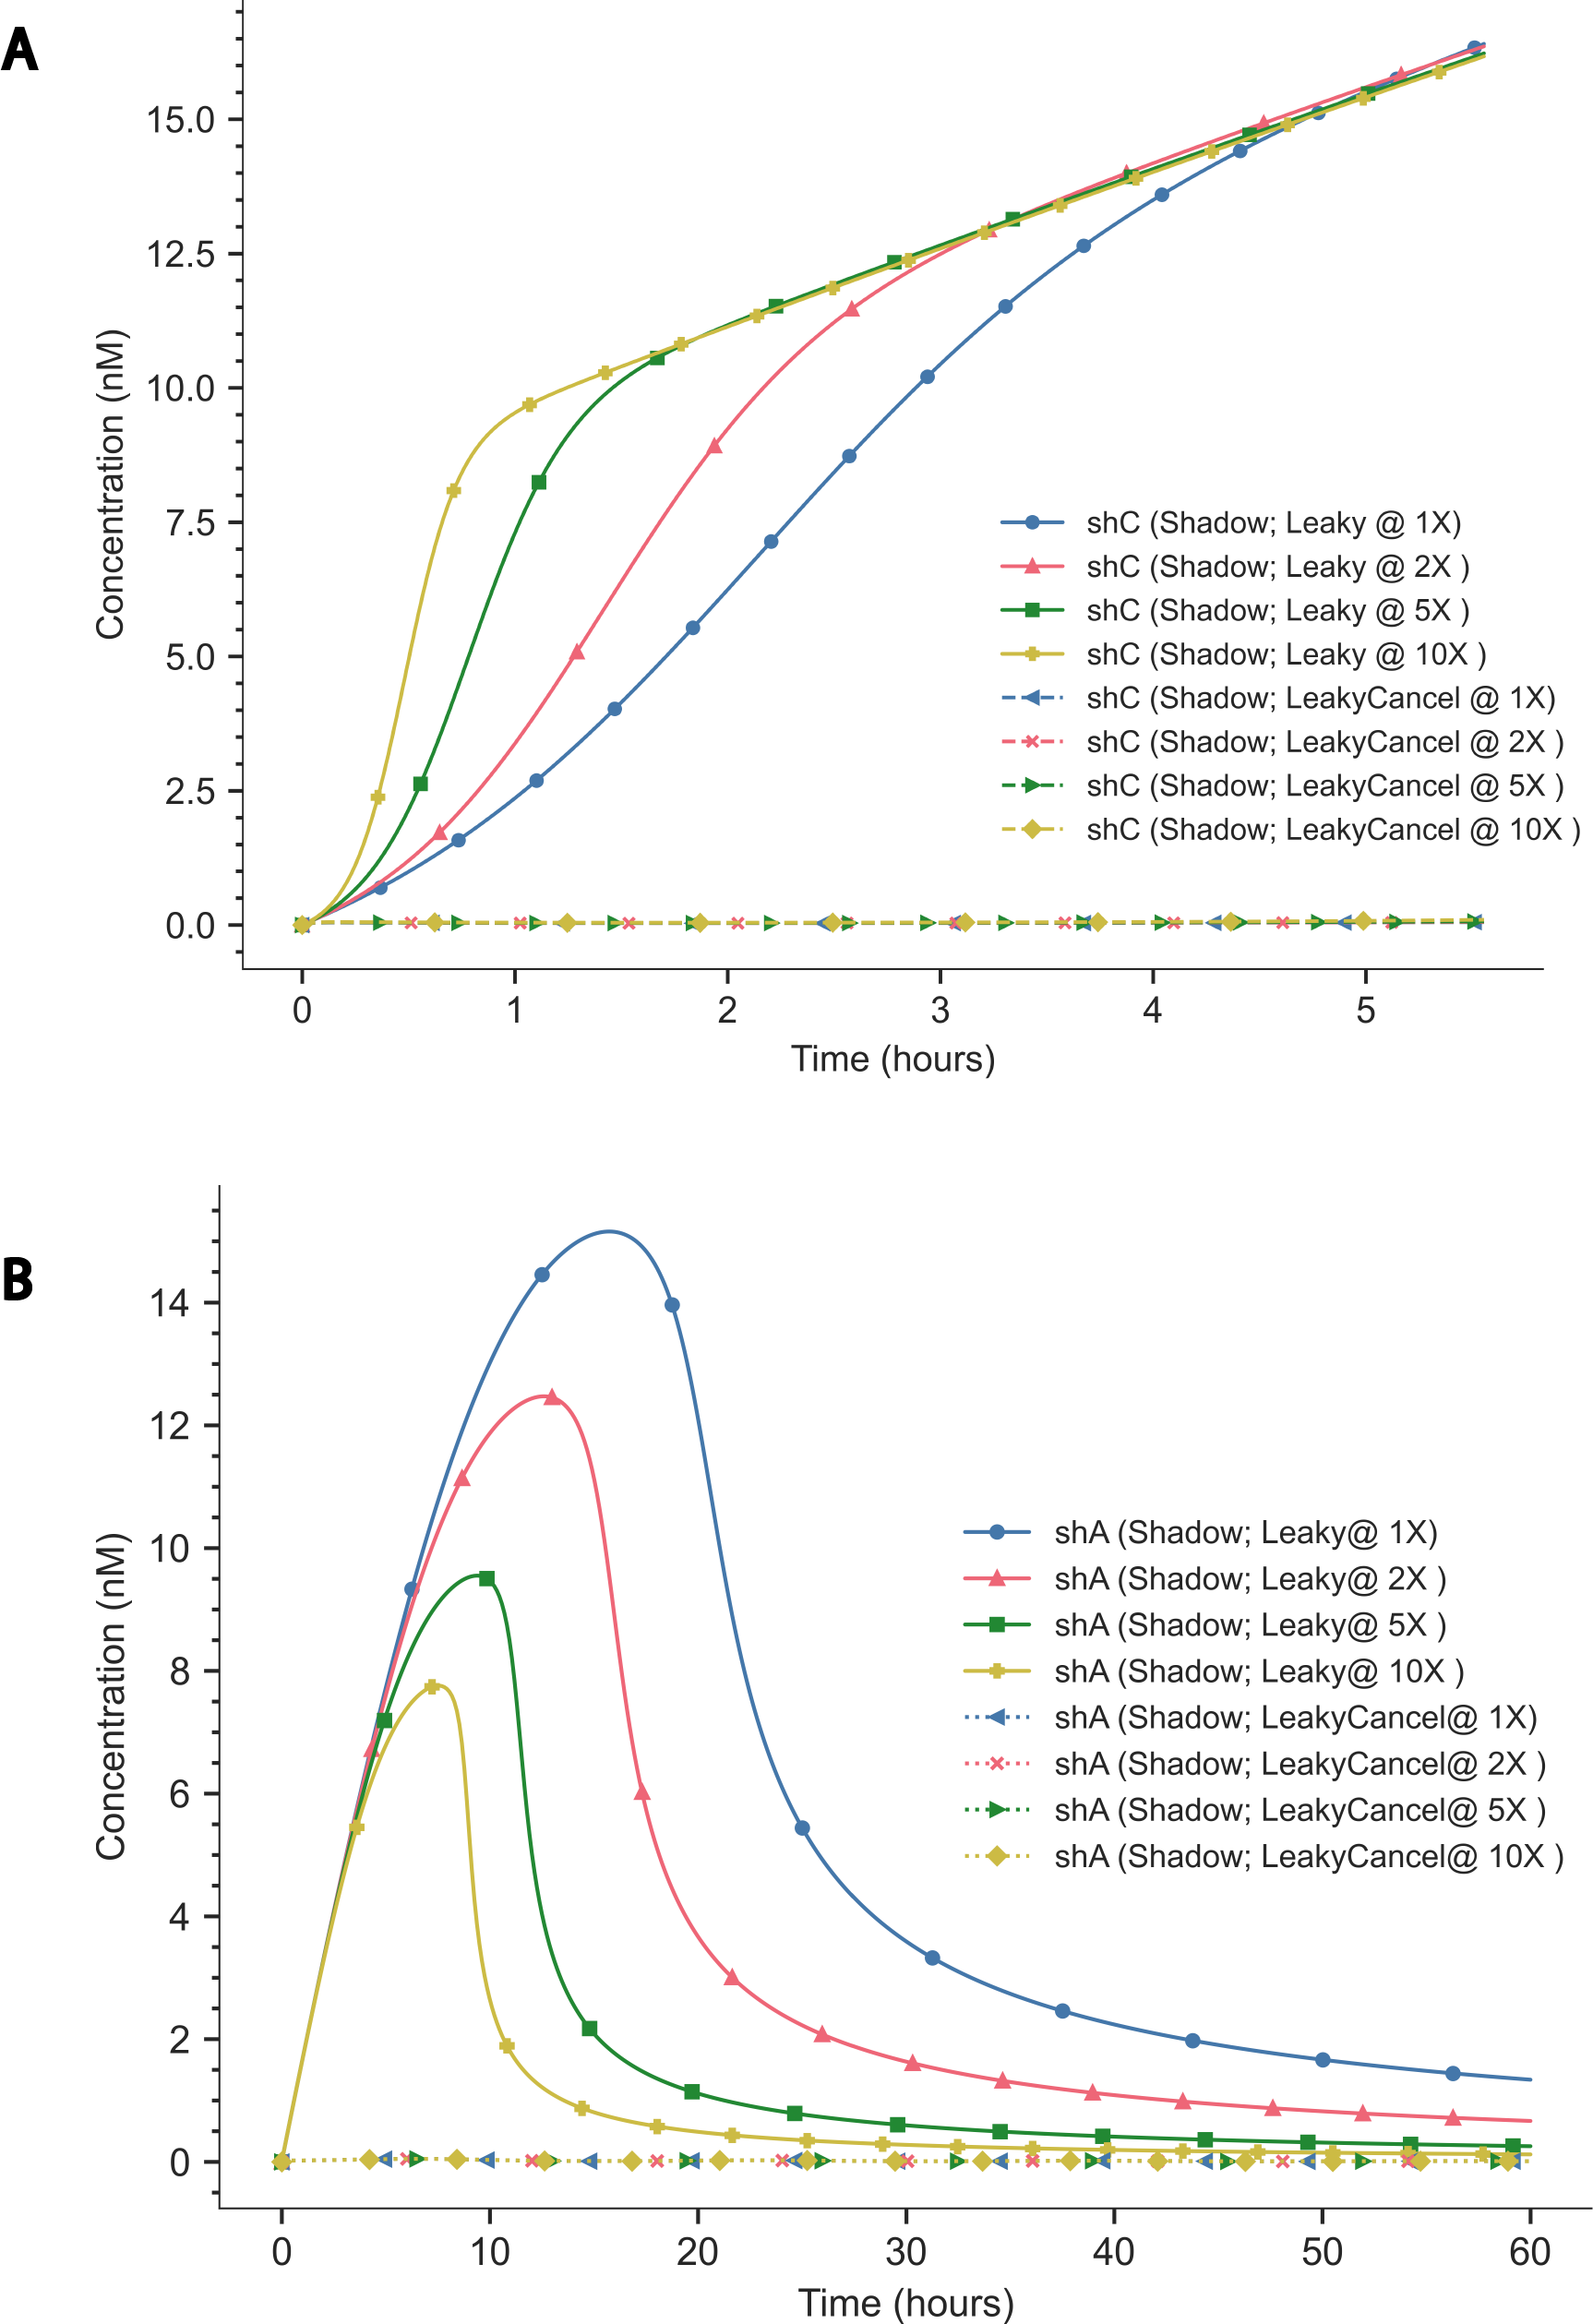 A
15.0
12.5
10.0
7.5
5.0
2.5
0.0
Concentration (nM)
shC (Shadow; Leaky @ 1X)
shC (Shadow; Leaky @ 2X )
shC (Shadow; Leaky @ 5X )
shC (Shadow; Leaky @ 10X )
shC (Shadow; LeakyCancel @ 1X)
shC (Shadow; LeakyCancel @ 2X )
shC (Shadow; LeakyCancel @ 5X )
shC (Shadow; LeakyCancel @ 10X )
0 1 2 3 4 5
Time (hours)
B
14
12
10
8
6
4
2
0
Concentration (nM)
shA (Shadow; Leaky@ 1X)
shA (Shadow; Leaky@ 2X )
shA (Shadow; Leaky@ 5X )
shA (Shadow; Leaky@ 10X )
shA (Shadow; LeakyCancel@ 1X)
shA (Shadow; LeakyCancel@ 2X )
shA (Shadow; LeakyCancel@ 5X )
shA (Shadow; LeakyCancel@ 10X )
0 10 20 30 40 50 60
Time (hours)